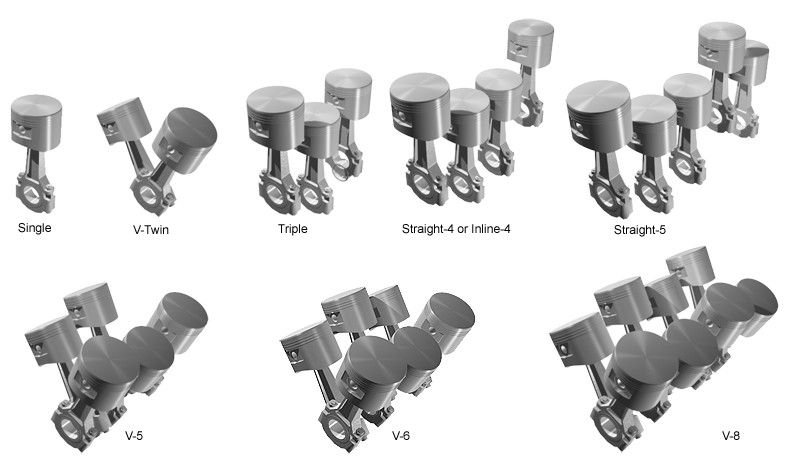 Single
V-Twin
Triple
Straight-4 or Inline-4
Straight-5
V-5
V-6
V-8